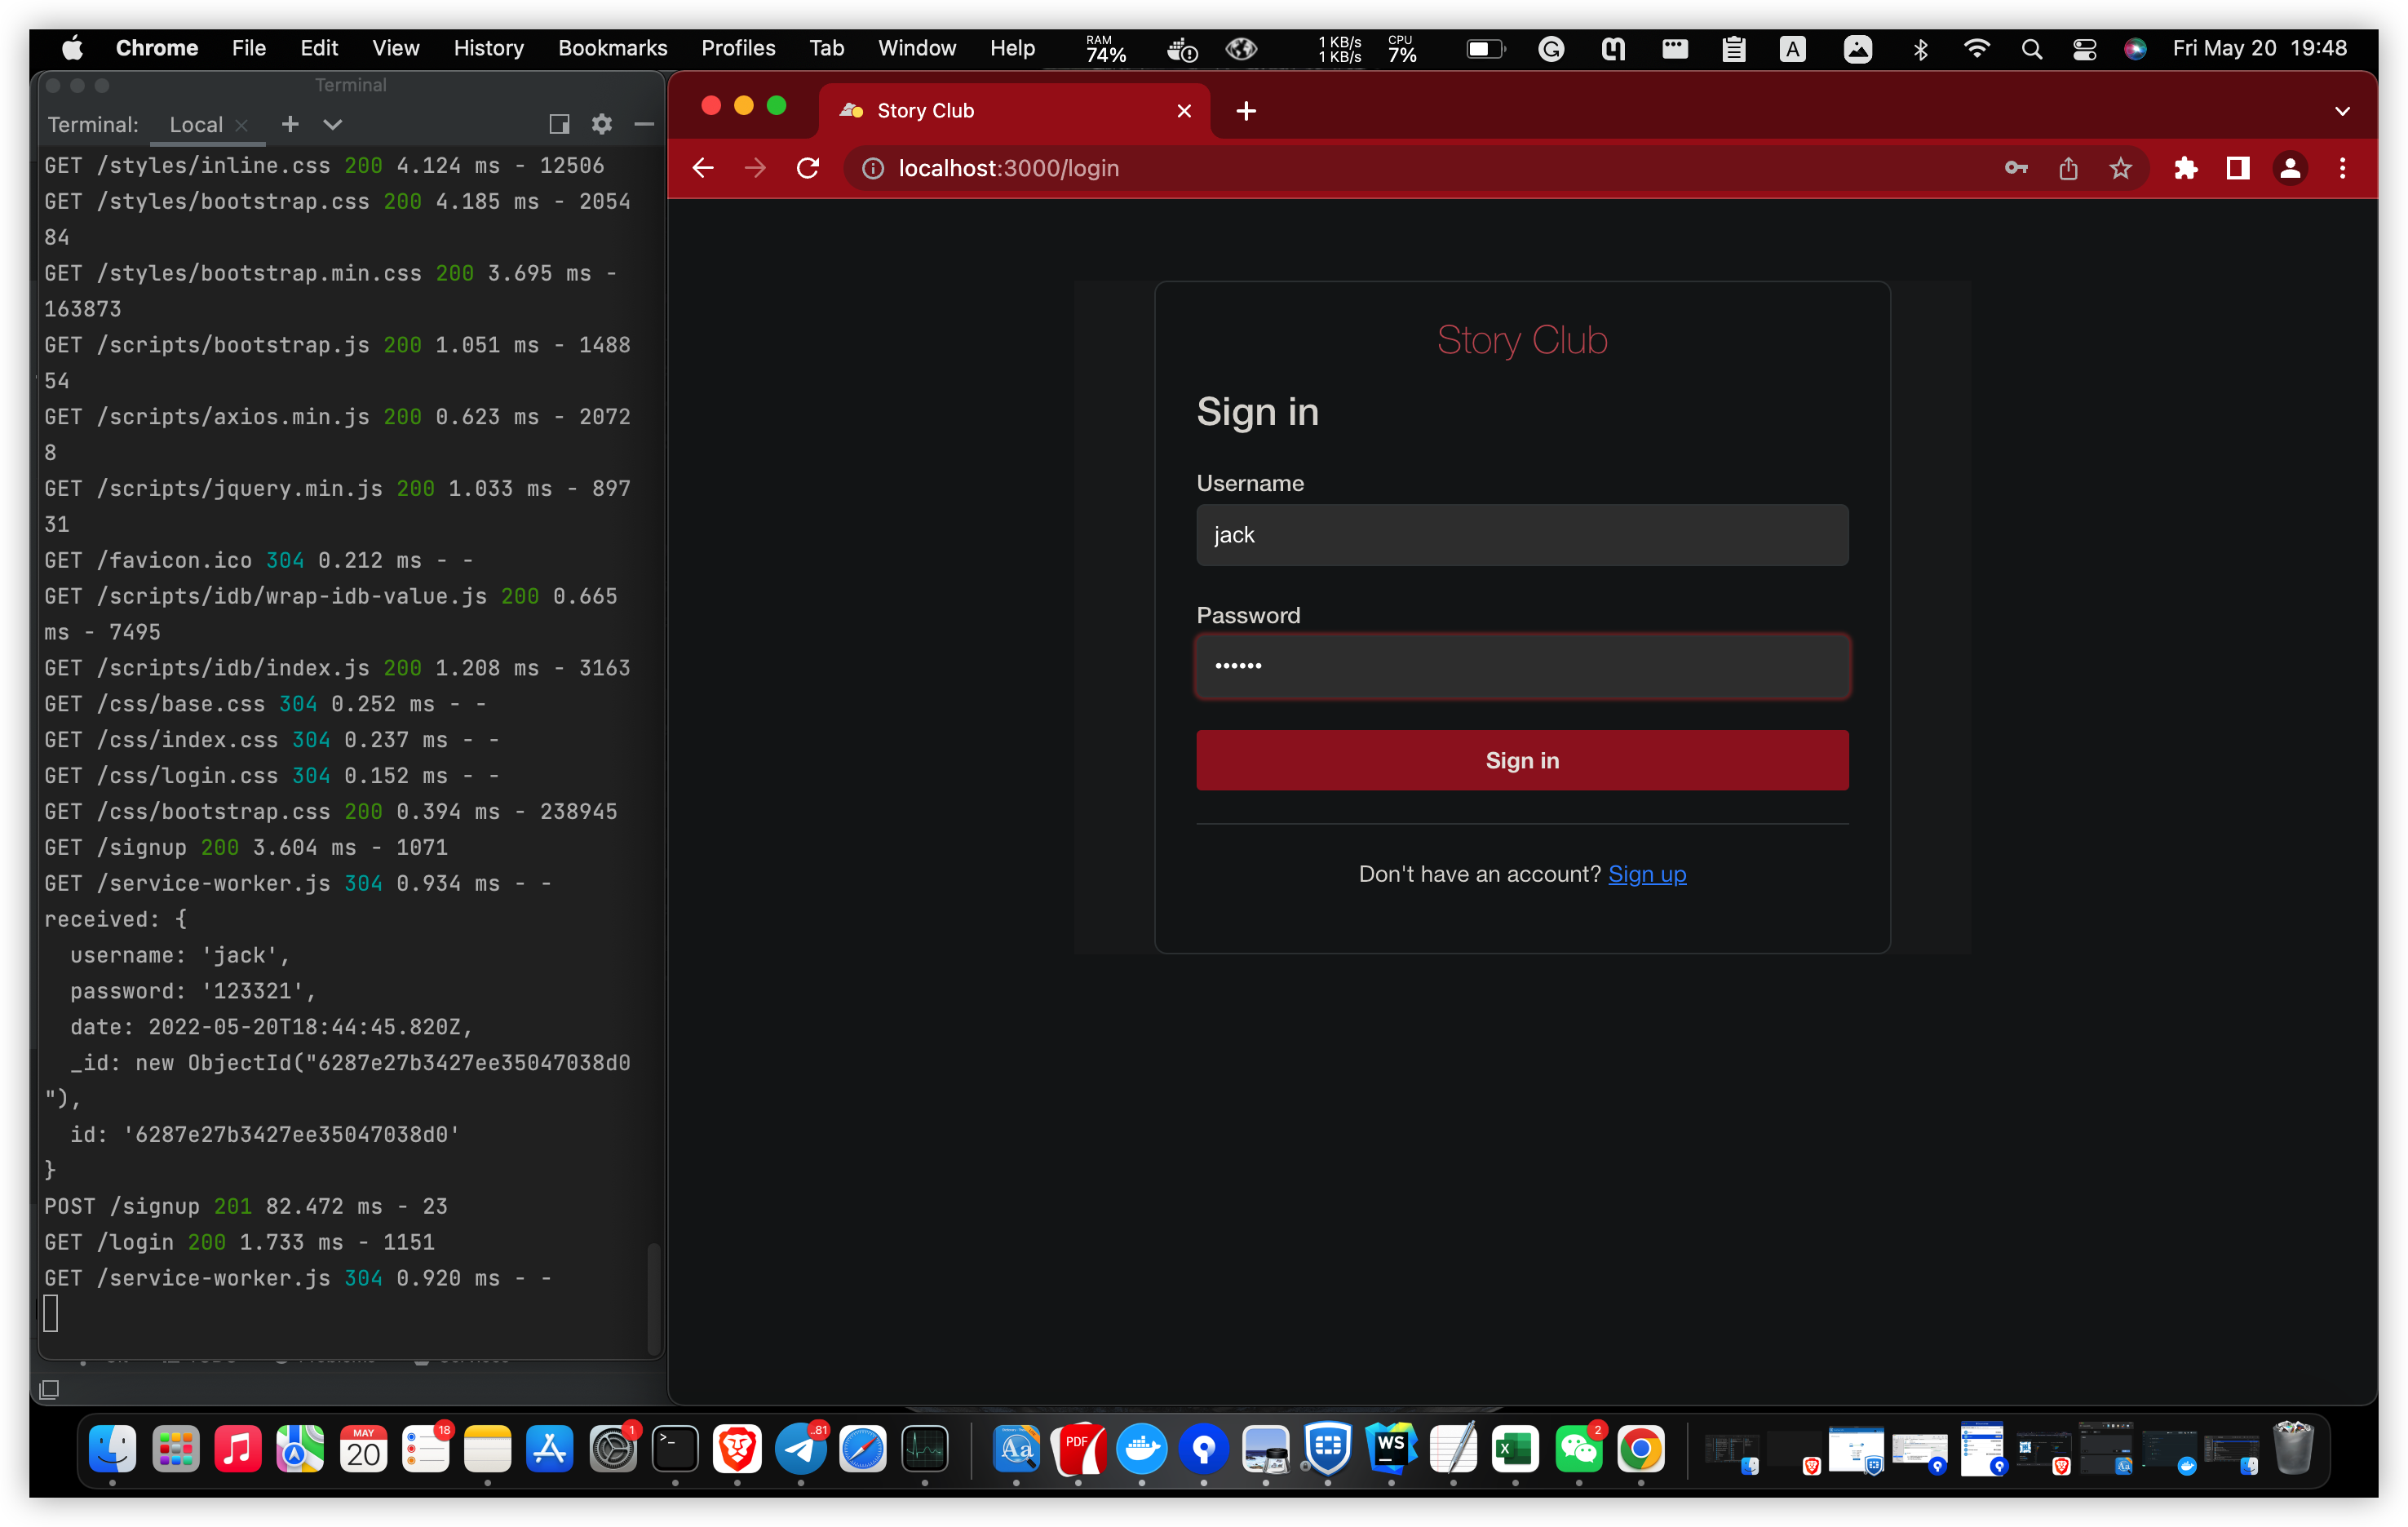 Chrome File Edit View History Bookmarks Profiles Tab Window Help RAM 74% 1 KB/s 1 KB/s CPU 7% A Fri May 20 19:48
Terminal
Terminal: Local
GET /styles/inline.css 200 4.124 ms - 12506
GET /styles/bootstrap.css 200 4.185 ms - 2054
84
GET /styles/bootstrap.min.css 200 3.695 ms -
163873
GET /scripts/bootstrap.js 200 1.051 ms - 1488
54
GET /scripts/axios.min.js 200 0.623 ms - 2072
8
GET /scripts/jquery.min.js 200 1.033 ms - 897
31
GET /favicon.ico 304 0.212 ms - -
GET /scripts/idb/wrap-idb-value.js 200 0.665
ms - 7495
GET /scripts/idb/index.js 200 1.208 ms - 3163
GET /css/base.css 304 0.252 ms - -
GET /css/index.css 304 0.237 ms - -
GET /css/login.css 304 0.152 ms - -
GET /css/bootstrap.css 200 0.394 ms - 238945
GET /signup 200 3.604 ms - 1071
GET /service-worker.js 304 0.934 ms - -
received: {
  username: 'jack',
  password: '123321',
  date: 2022-05-20T18:44:45.820Z,
  _id: new ObjectId("6287e27b3427ee35047038d0
"),
  id: '6287e27b3427ee35047038d0'
}
POST /signup 201 82.472 ms - 23
GET /login 200 1.733 ms - 1151
GET /service-worker.js 304 0.920 ms - -
Story Club
localhost:3000/login
Story Club
Sign in
Username
jack
Password
••••••
Sign in
Don't have an account? Sign up
MAY
20
18
1
..81
Aa
PDF
WS
X
2